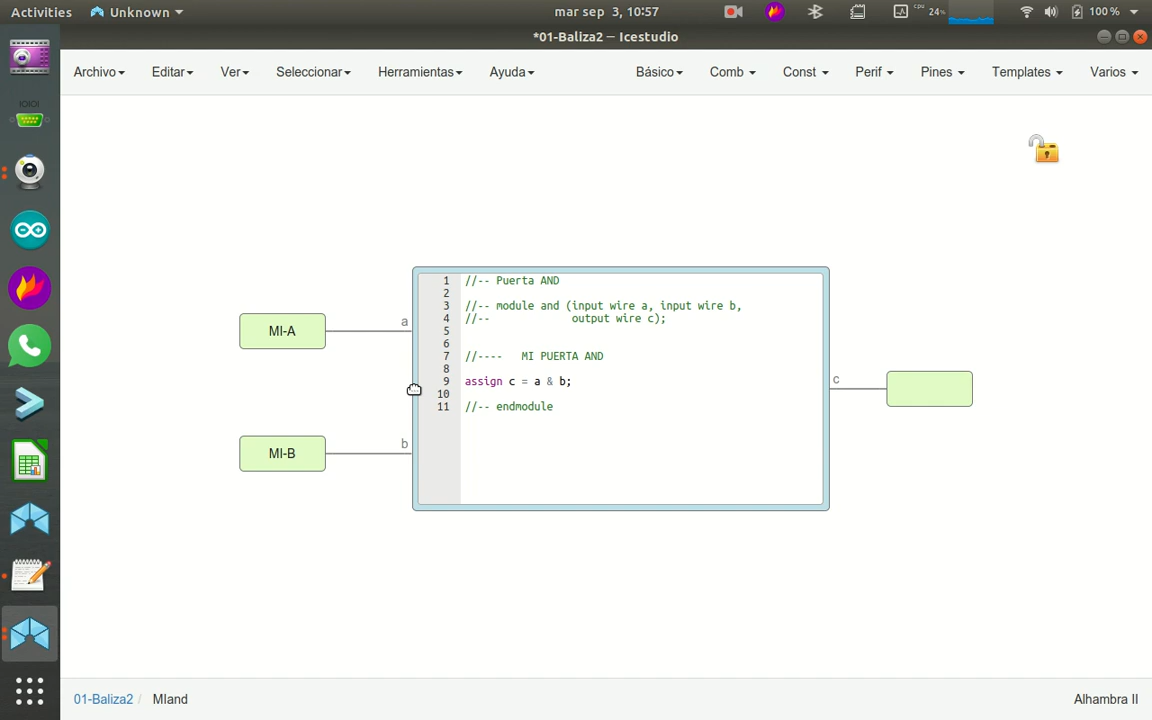 Activities Unknown mar sep 3, 10:57 cpu 24% 100 %
*01-Baliza2 – Icestudio
Archivo Editar Ver Seleccionar Herramientas Ayuda Básico Comb Const Perif Pines Templates Varios
1 //-- Puerta AND
2
3 //-- module and (input wire a, input wire b,
4 //-- output wire c);
5
6
7 //---- MI PUERTA AND
8
9 assign c = a & b;
10
11 //-- endmodule
MI-A
a
MI-B
b
c
01-Baliza2 / MIand
Alhambra II